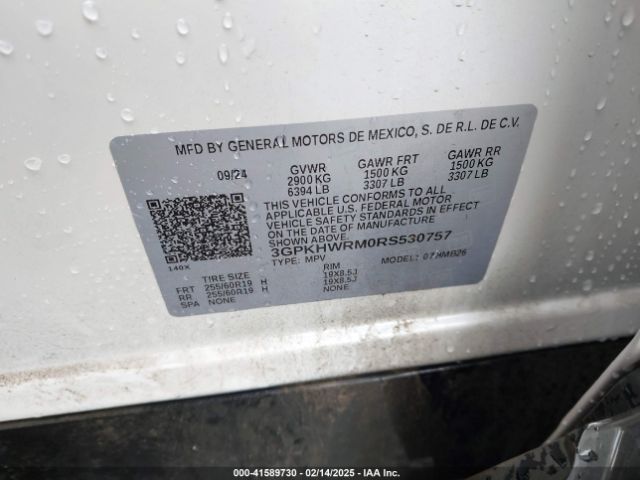 MFD BY GENERAL MOTORS DE MEXICO, S. DE R.L. DE C.V.
09/24 GVWR GAWR FRT GAWR RR
2900 KG 1500 KG 1500 KG
6394 LB 3307 LB 3307 LB
THIS VEHICLE CONFORMS TO ALL
APPLICABLE U.S. FEDERAL MOTOR
VEHICLE SAFETY STANDARDS IN EFFECT
ON THE DATE OF MANUFACTURE
SHOWN ABOVE.
3GPKHWRM0RS530757
140X TYPE: MPV MODEL:
RIM
FRT 255/60R19 H 19X8.5J
RR 255/60R19 H 19X8.5J
SPA NONE NONE
000-41589730 - 02/14/2025 - IAA Inc.